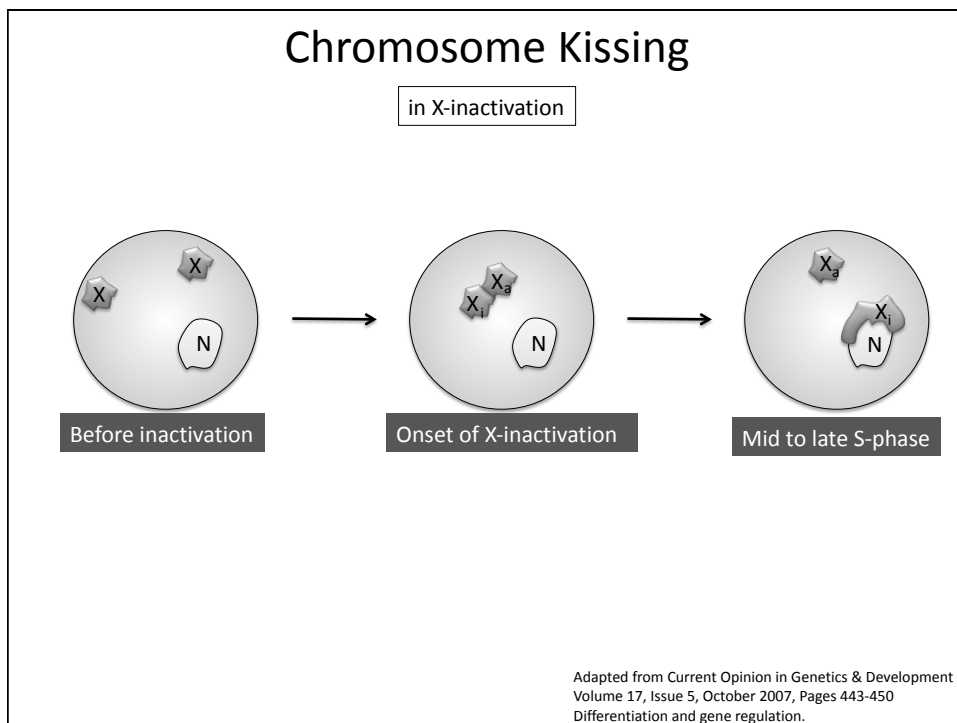 Chromosome Kissing
in X-inactivation
X
X
N
Xa
Xi
N
Xa
Xi
N
Before inactivation
Onset of X-inactivation
Mid to late S-phase
Adapted from Current Opinion in Genetics & Development
Volume 17, Issue 5, October 2007, Pages 443-450
Differentiation and gene regulation.